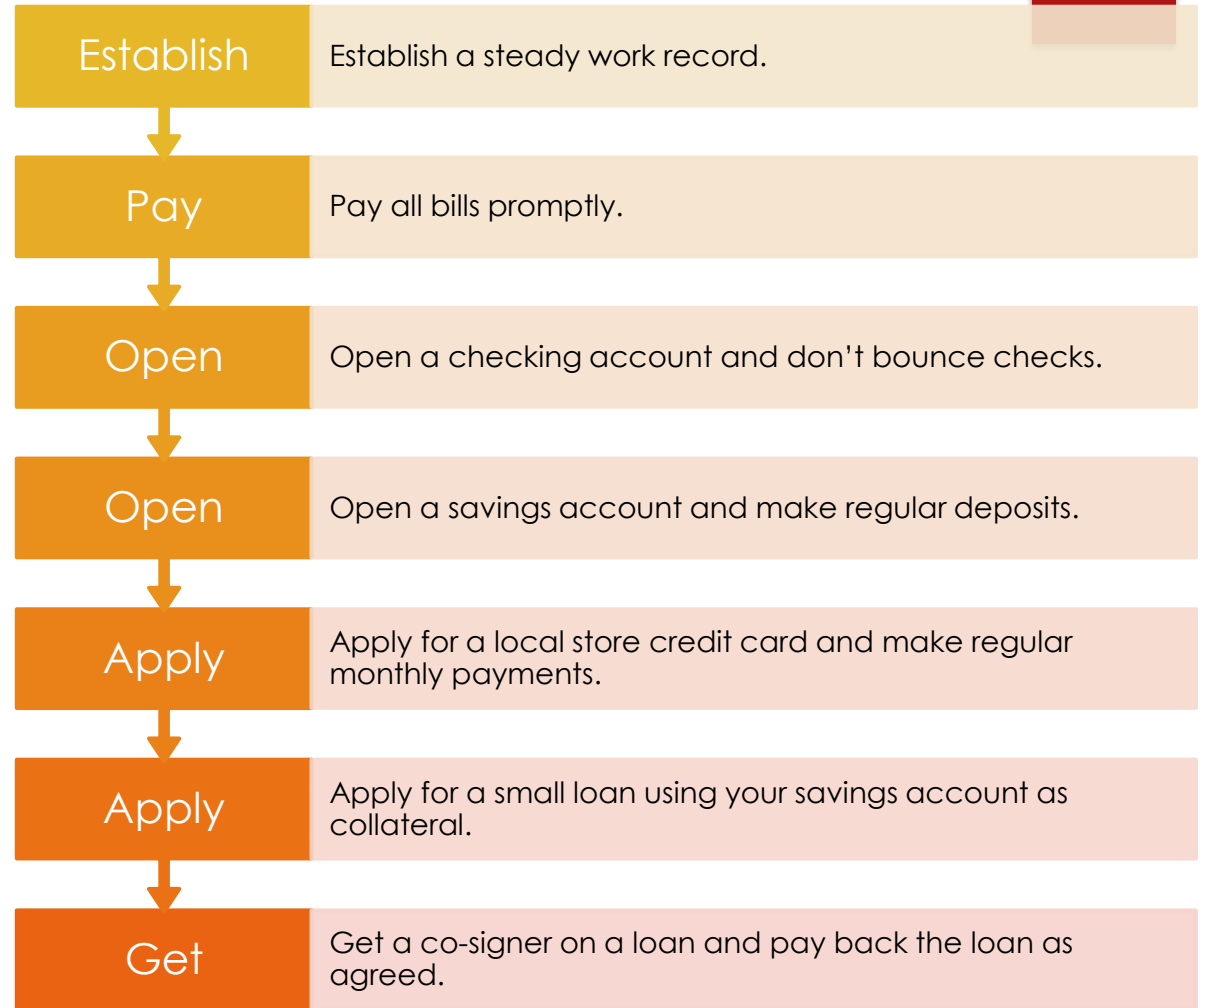 Establish
Establish a steady work record.
Pay
Pay all bills promptly.
Open
Open a checking account and don’t bounce checks.
Open
Open a savings account and make regular deposits.
Apply
Apply for a local store credit card and make regular
monthly payments.
Apply
Apply for a small loan using your savings account as
collateral.
Get
Get a co-signer on a loan and pay back the loan as
agreed.